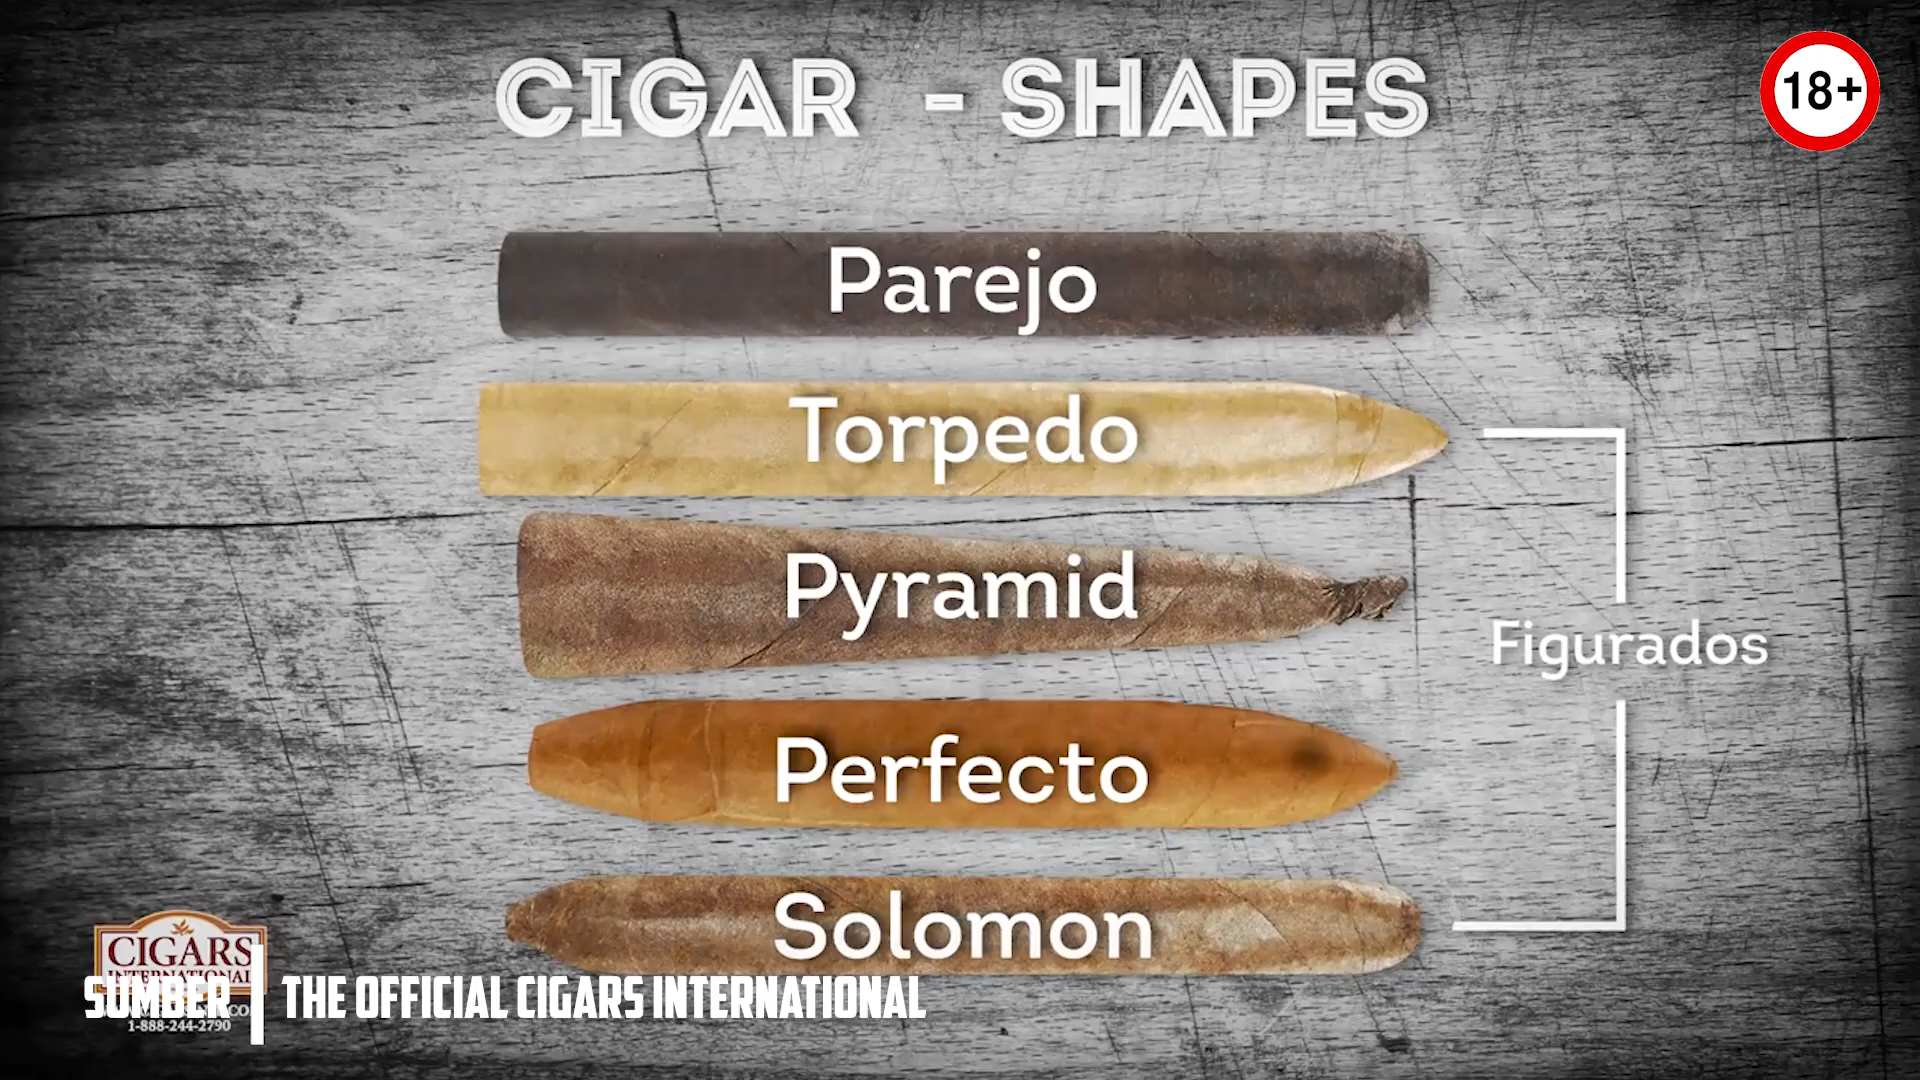 CIGAR - SHAPES
18+
Parejo
Torpedo
Pyramid
Figurados
Perfecto
Solomon
CIGARS
INTERNATIONAL
SUMBER | THE OFFICIAL CIGARS INTERNATIONAL
1-888-244-2790